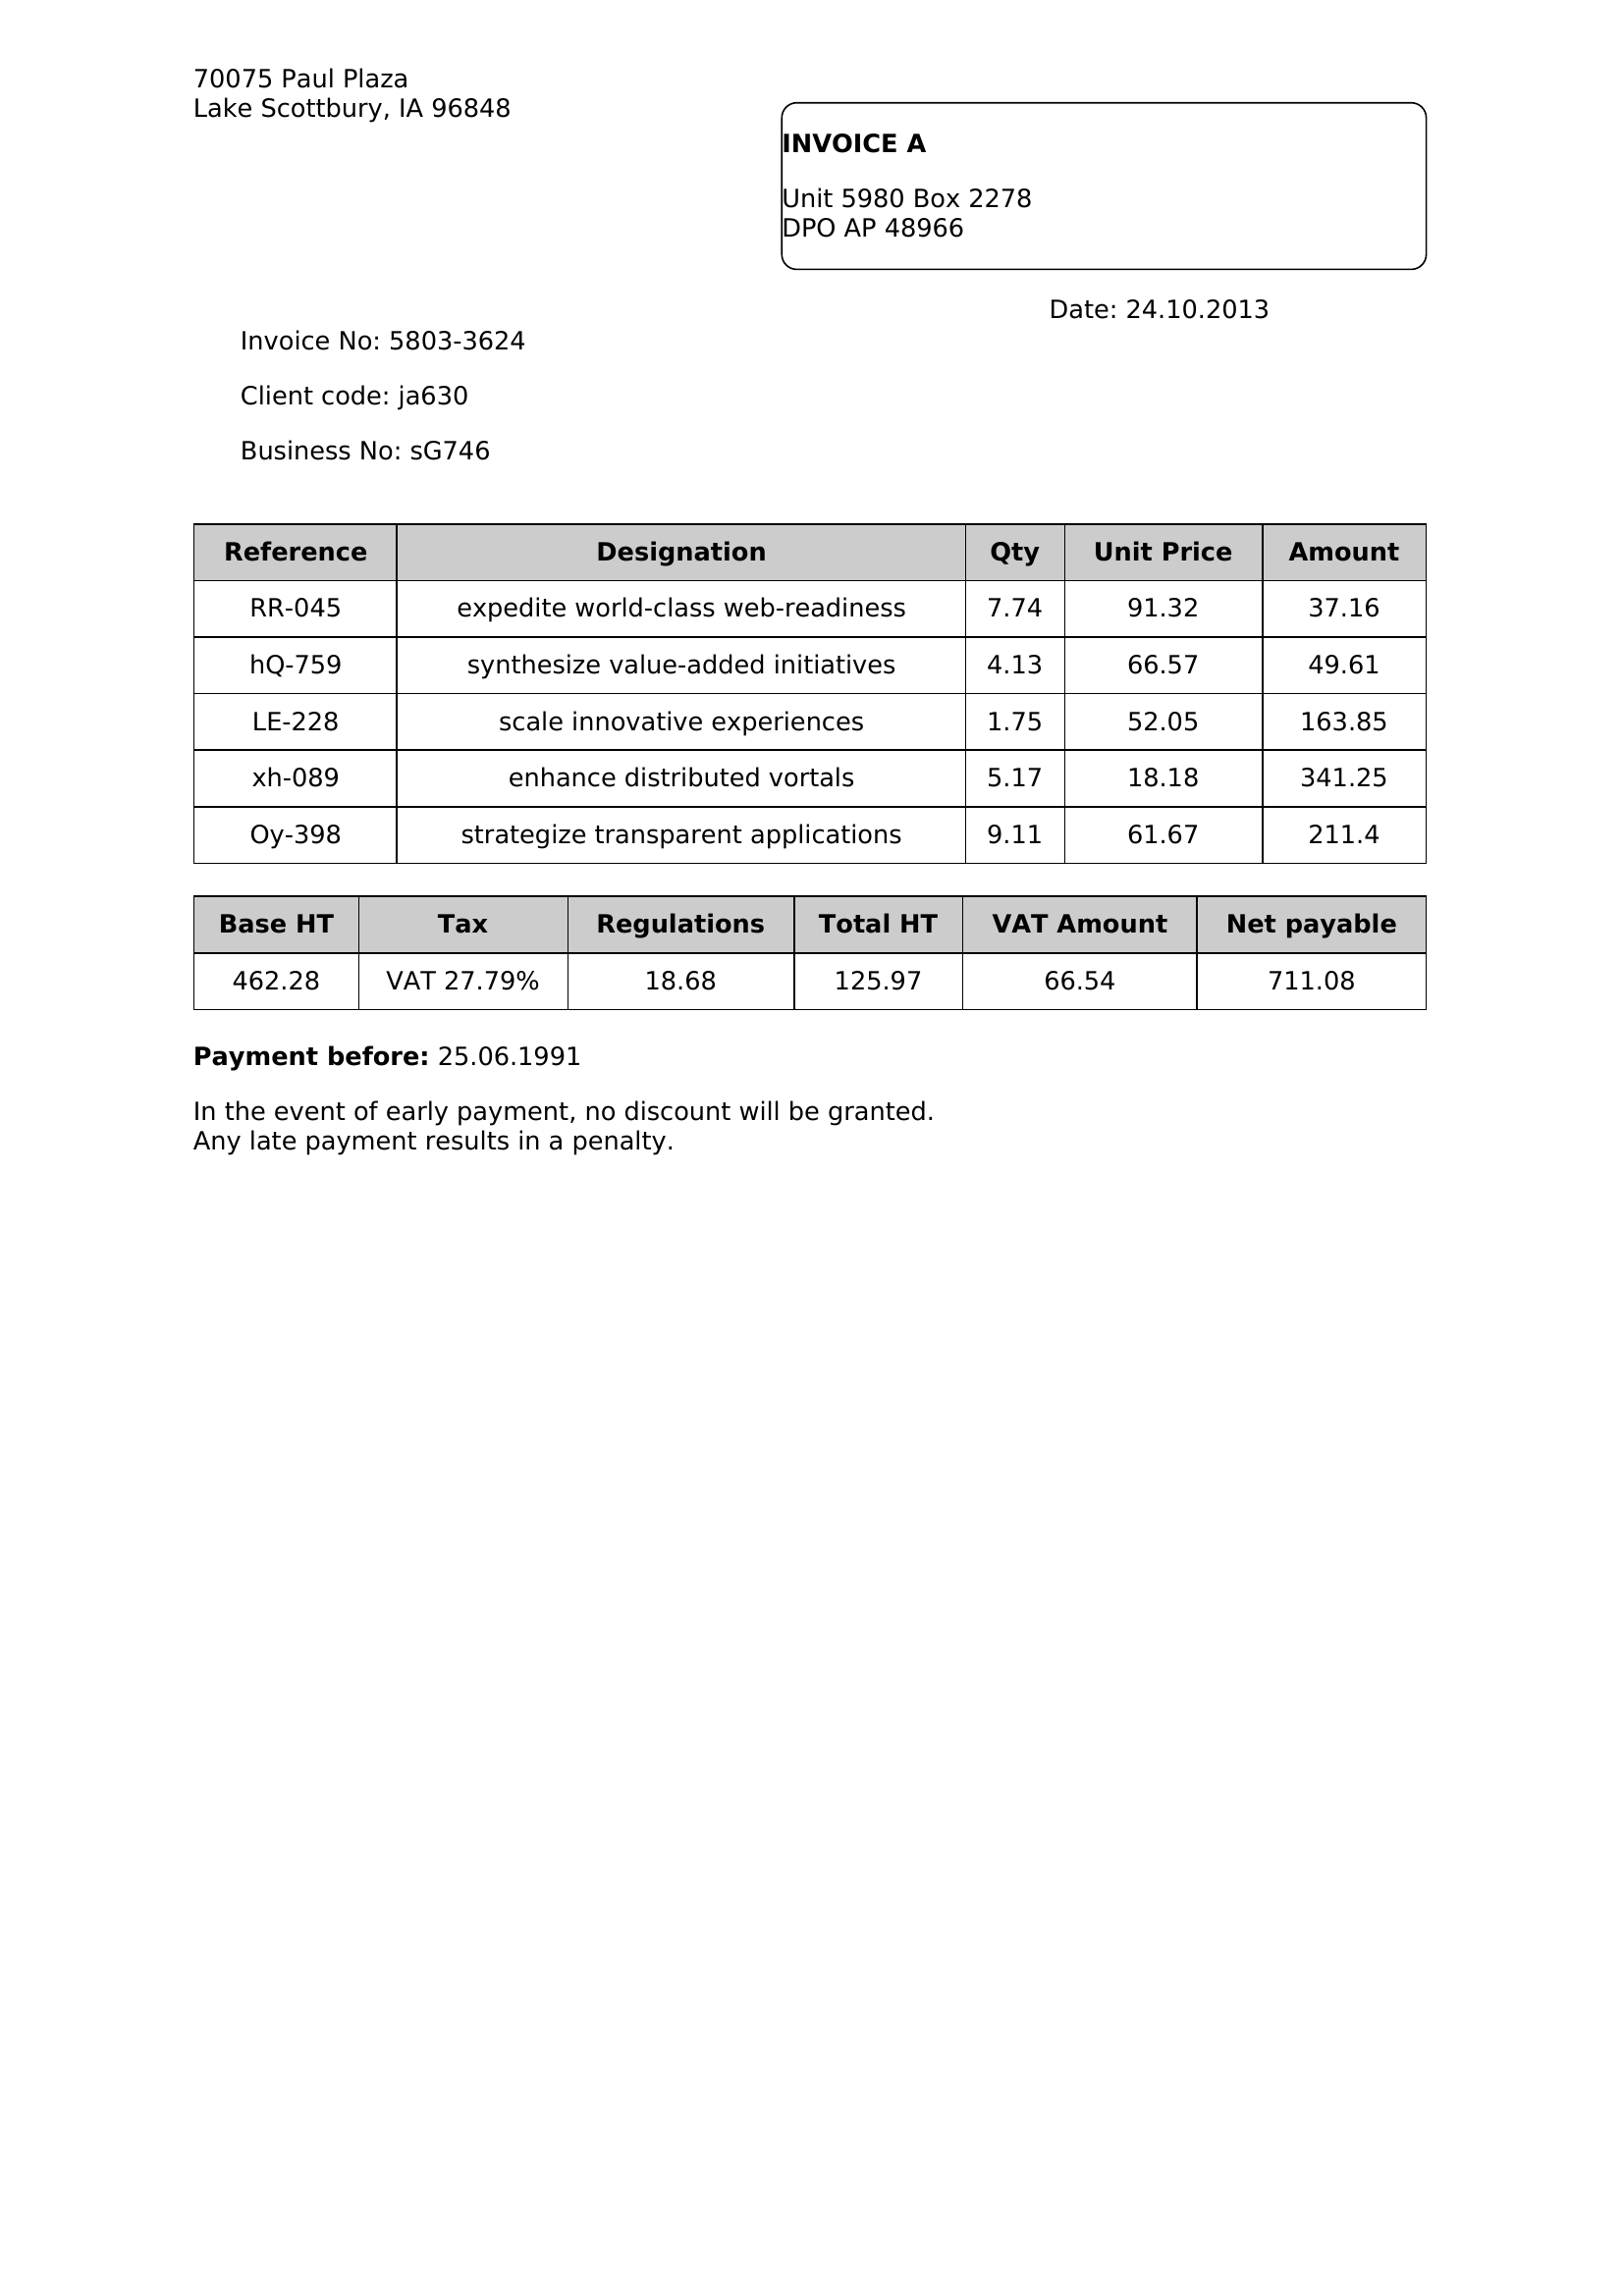 70075 Paul Plaza
Lake Scottbury, IA 96848
INVOICE A
Unit 5980 Box 2278
DPO AP 48966
Date: 24.10.2013
Invoice No: 5803-3624
Client code: ja630
Business No: sG746
Reference Designation Qty Unit Price Amount
RR-045 expedite world-class web-readiness 7.74 91.32 37.16
hQ-759 synthesize value-added initiatives 4.13 66.57 49.61
LE-228 scale innovative experiences 1.75 52.05 163.85
xh-089 enhance distributed vortals 5.17 18.18 341.25
Oy-398 strategize transparent applications 9.11 61.67 211.4
Base HT Tax Regulations Total HT VAT Amount Net payable
462.28 VAT 27.79% 18.68 125.97 66.54 711.08
Payment before: 25.06.1991
In the event of early payment, no discount will be granted.
Any late payment results in a penalty.